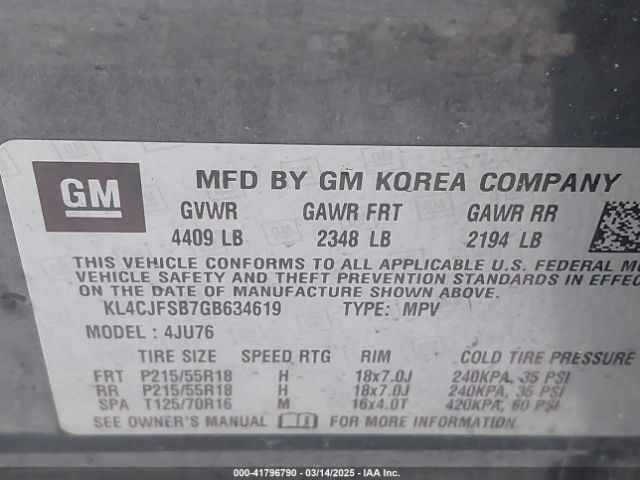 GM
MFD BY GM KOREA COMPANY
GVWR GAWR FRT GAWR RR
4409 LB 2348 LB 2194 LB
THIS VEHICLE CONFORMS TO ALL APPLICABLE U.S. FEDERAL MO
VEHICLE SAFETY AND THEFT PREVENTION STANDARDS IN EFFEC
ON THE DATE OF MANUFACTURE SHOWN ABOVE.
KL4CJFSB7GB634619 TYPE: MPV
MODEL : 4JU76
TIRE SIZE SPEED RTG RIM COLD TIRE PRESSURE
FRT P215/55R18 H 18x7.0J 240KPA, 35 PSI
RR P215/55R18 H 18x7.0J 240KPA, 35 PSI
SPA T125/70R16 M 16x4.0T 420KPA, 60 PSI
SEE OWNER'S MANUAL FOR MORE INFORMATION
000-41796790 — 03/14/2025 — IAA Inc.